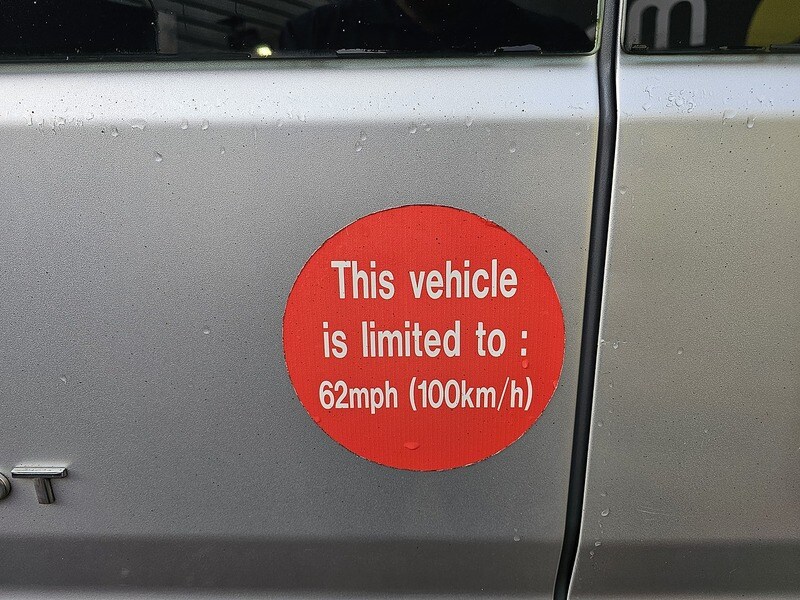 m
This vehicle
is limited to :
62mph (100km/h)
T